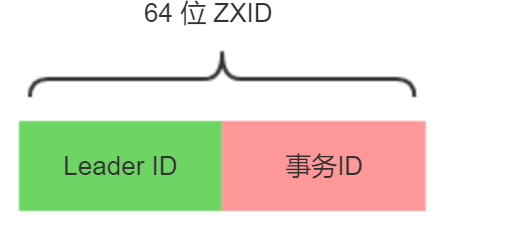 64 位 ZXID
Leader ID
事务ID